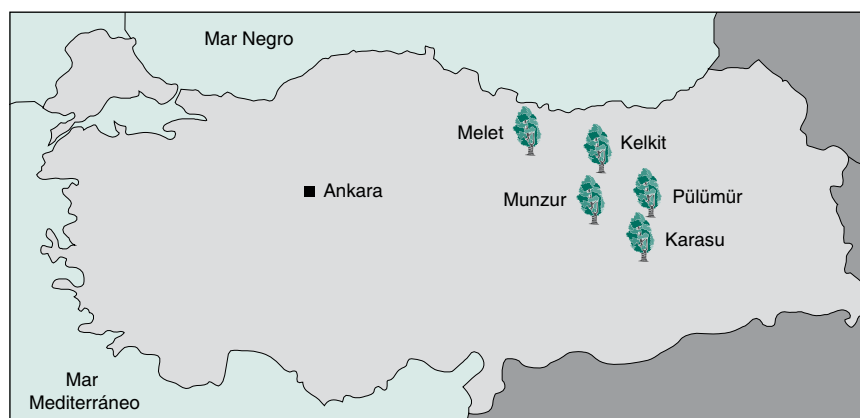 Mar Negro
Melet
Kelkit
Ankara
Munzur
Pülümür
Karasu
Mar
Mediterráneo